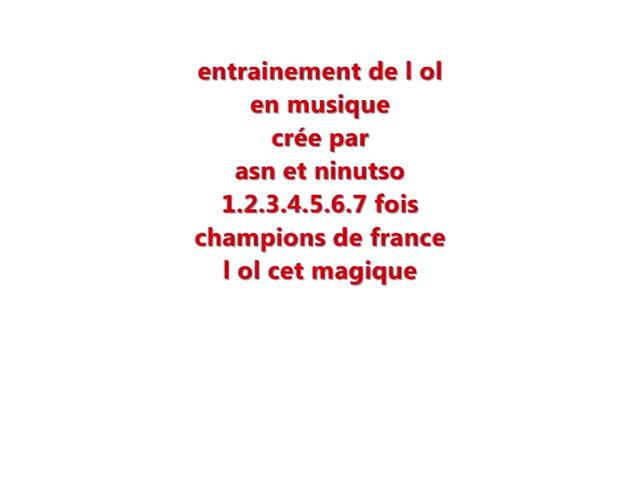 entrainement de l ol
en musique
crée par
asn et ninutso
1.2.3.4.5.6.7 fois
champions de france
l ol cet magique